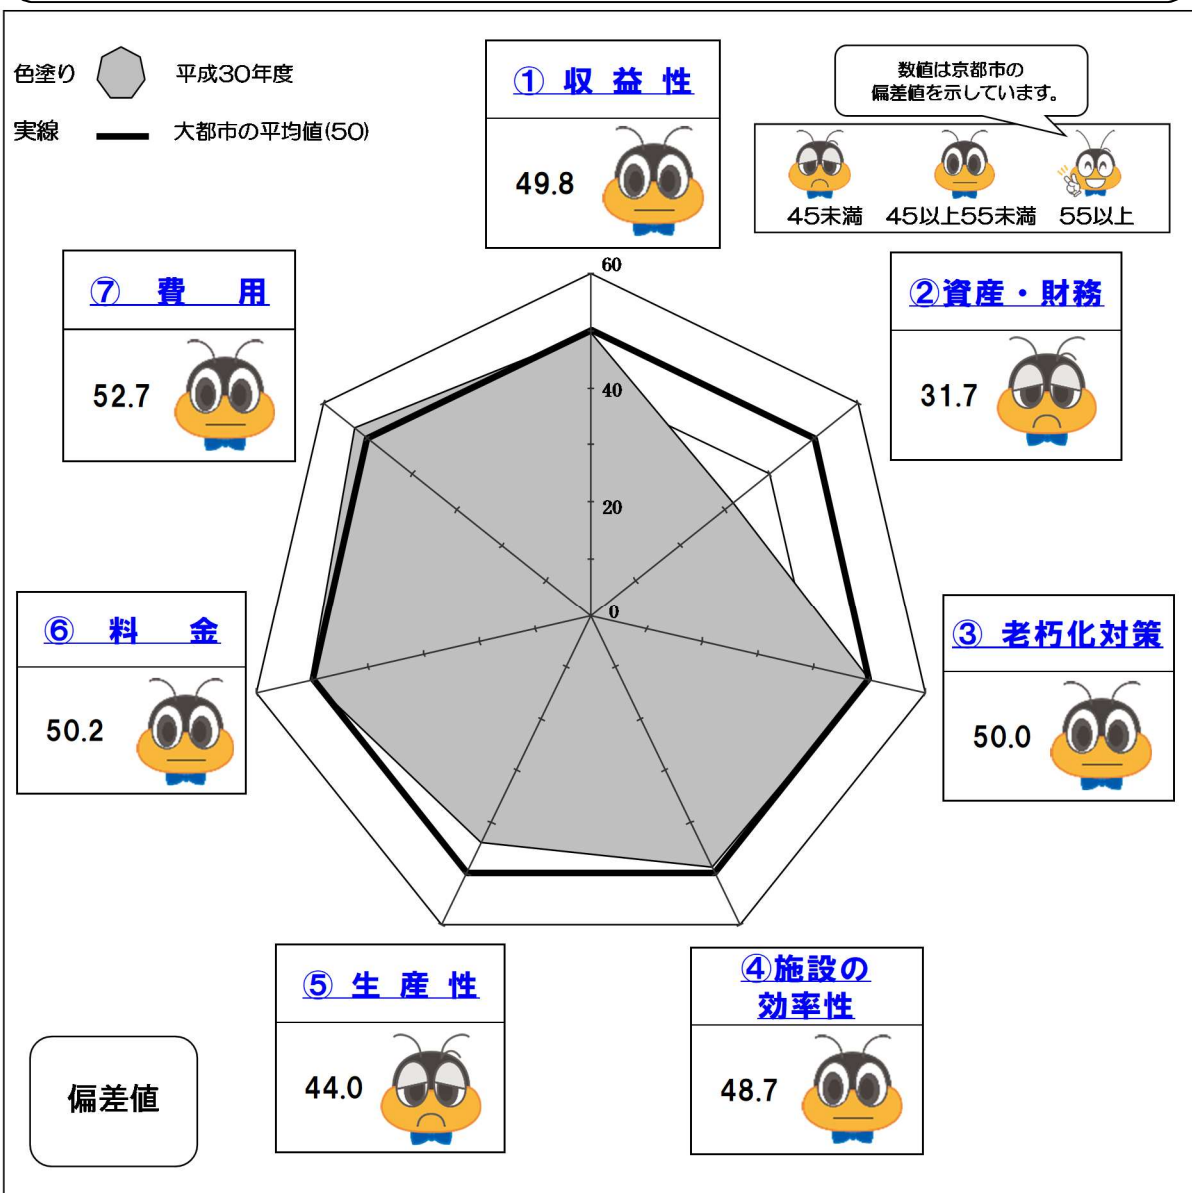 色塗り 平成30年度
実線 大都市の平均値(50)
① 収 益 性
49.8
数値は京都市の
偏差値を示しています。
45未満 45以上55未満 55以上
⑦ 費 用
52.7
②資産・財務
31.7
60
40
20
0
⑥ 料 金
50.2
③ 老朽化対策
50.0
⑤ 生 産 性
44.0
④施設の
効率性
48.7
偏差値